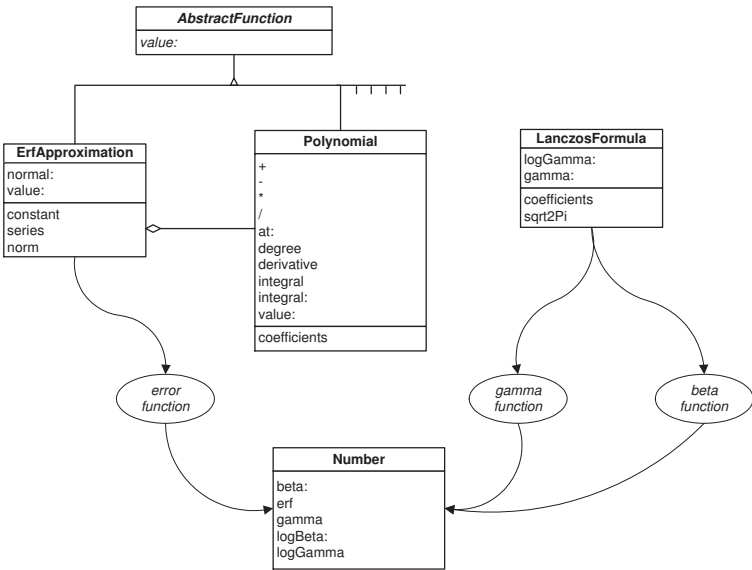 AbstractFunction
value:
ErfApproximation
normal:
value:
constant
series
norm
Polynomial
+
-
*
/
at:
degree
derivative
integral
integral:
value:
coefficients
LanczosFormula
logGamma:
gamma:
coefficients
sqrt2Pi
error
function
gamma
function
beta
function
Number
beta:
erf
gamma
logBeta:
logGamma